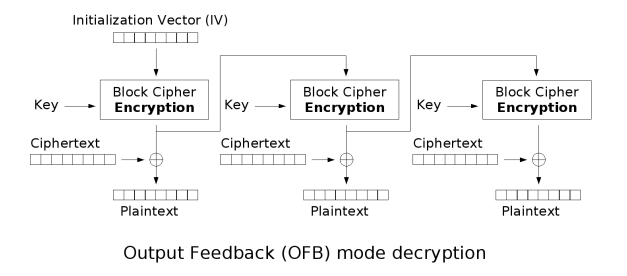 Initialization Vector (IV)
Block Cipher
Encryption
Key
Block Cipher
Encryption
Key
Block Cipher
Encryption
Key
Ciphertext
Ciphertext
Ciphertext
Plaintext
Plaintext
Plaintext
Output Feedback (OFB) mode decryption